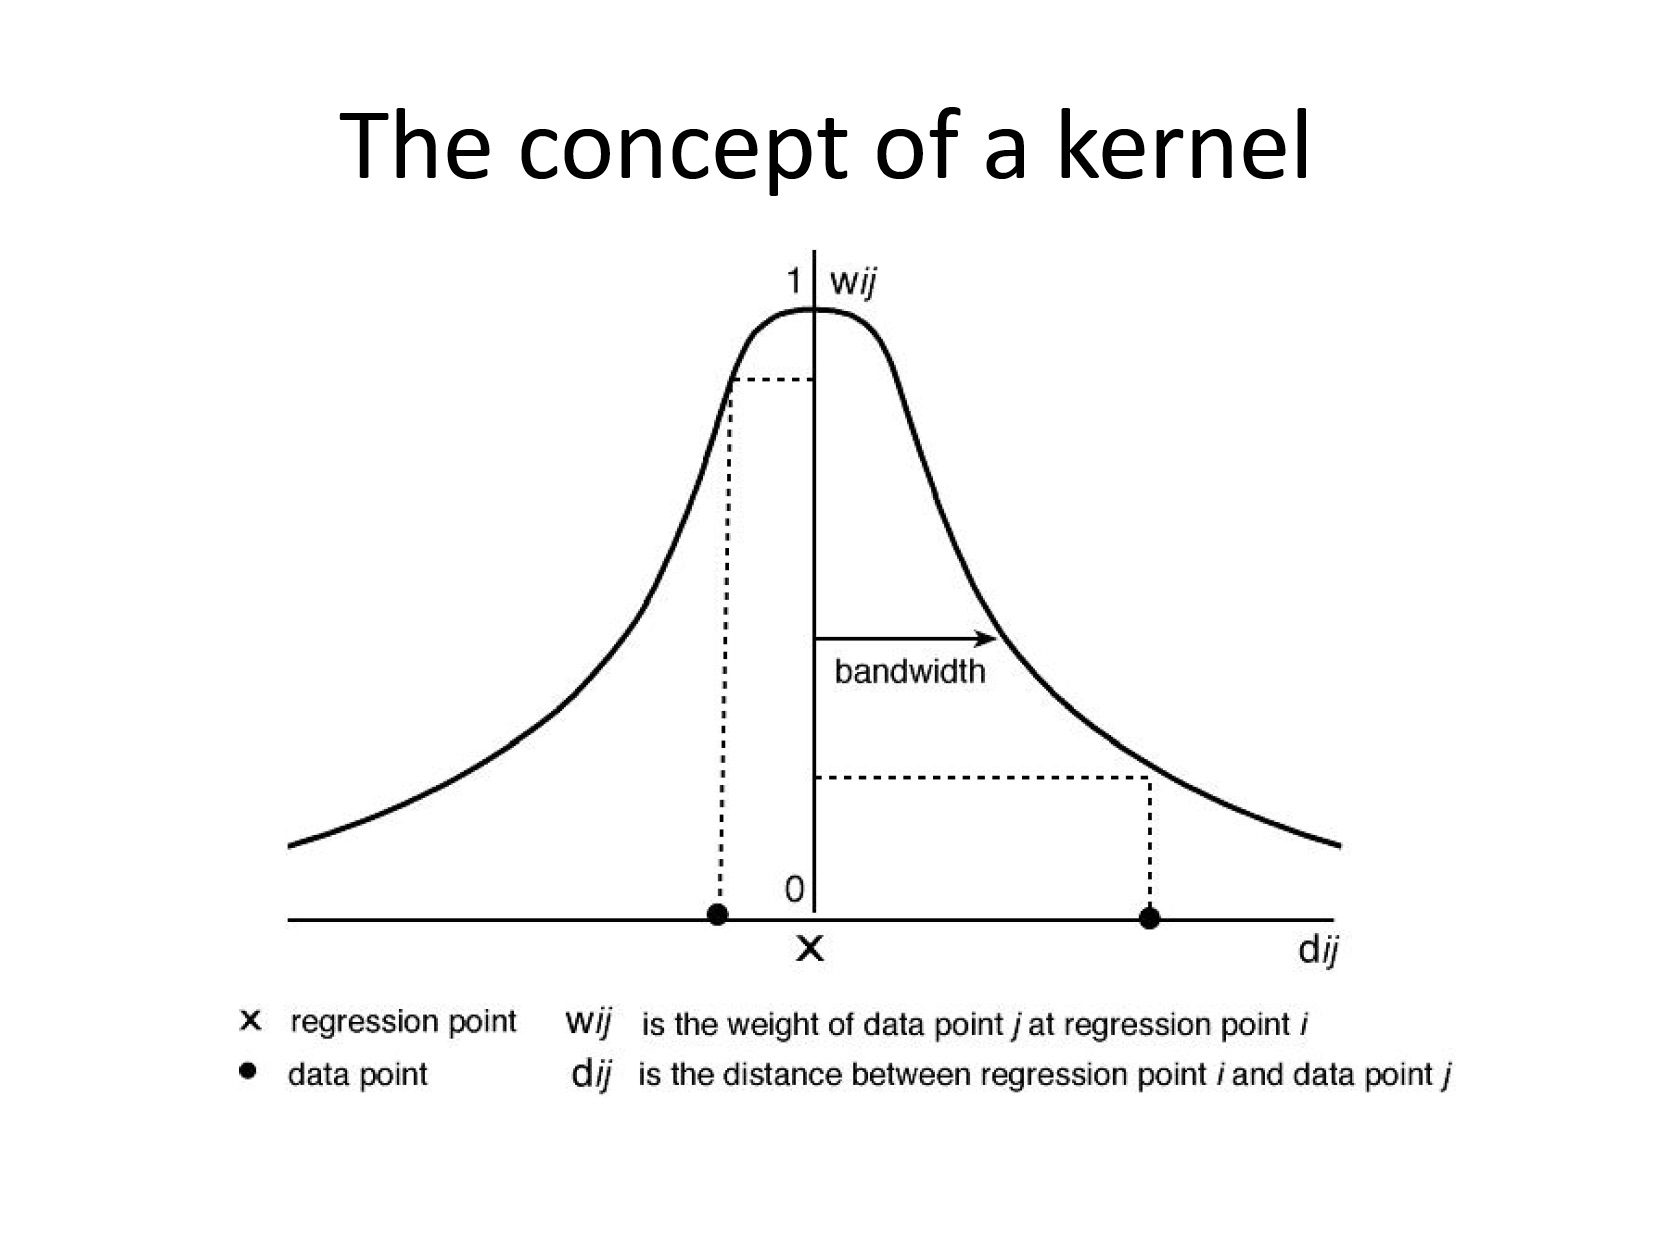 The concept of a kernel
1 wij
bandwidth
0
x
dij
x regression point wij is the weight of data point j at regression point i
data point dij is the distance between regression point i and data point j